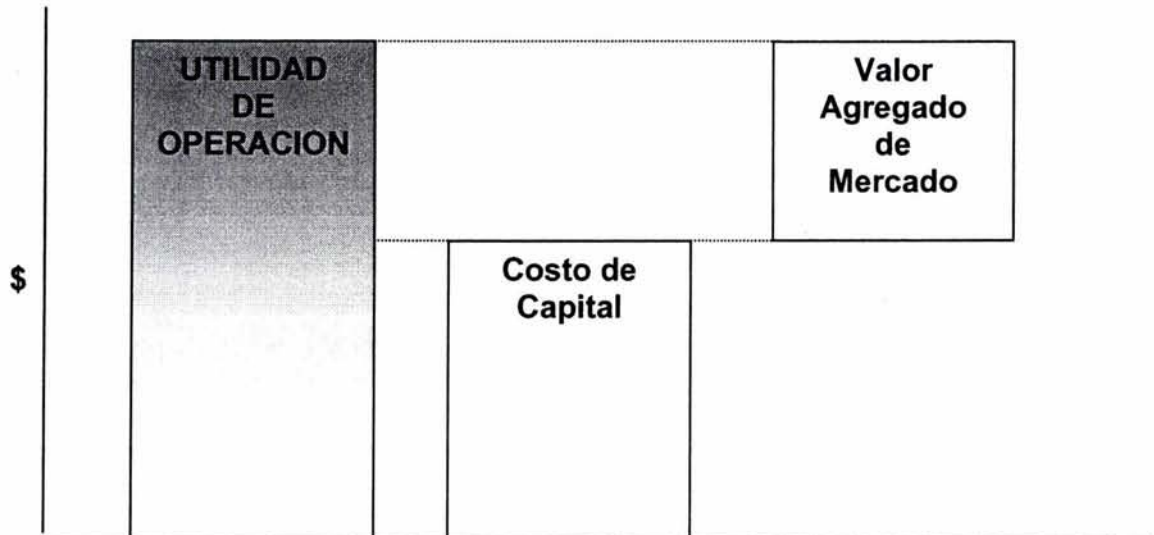 UTILIDAD
DE
OPERACION
Valor
Agregado
de
Mercado
Costo de
Capital
$